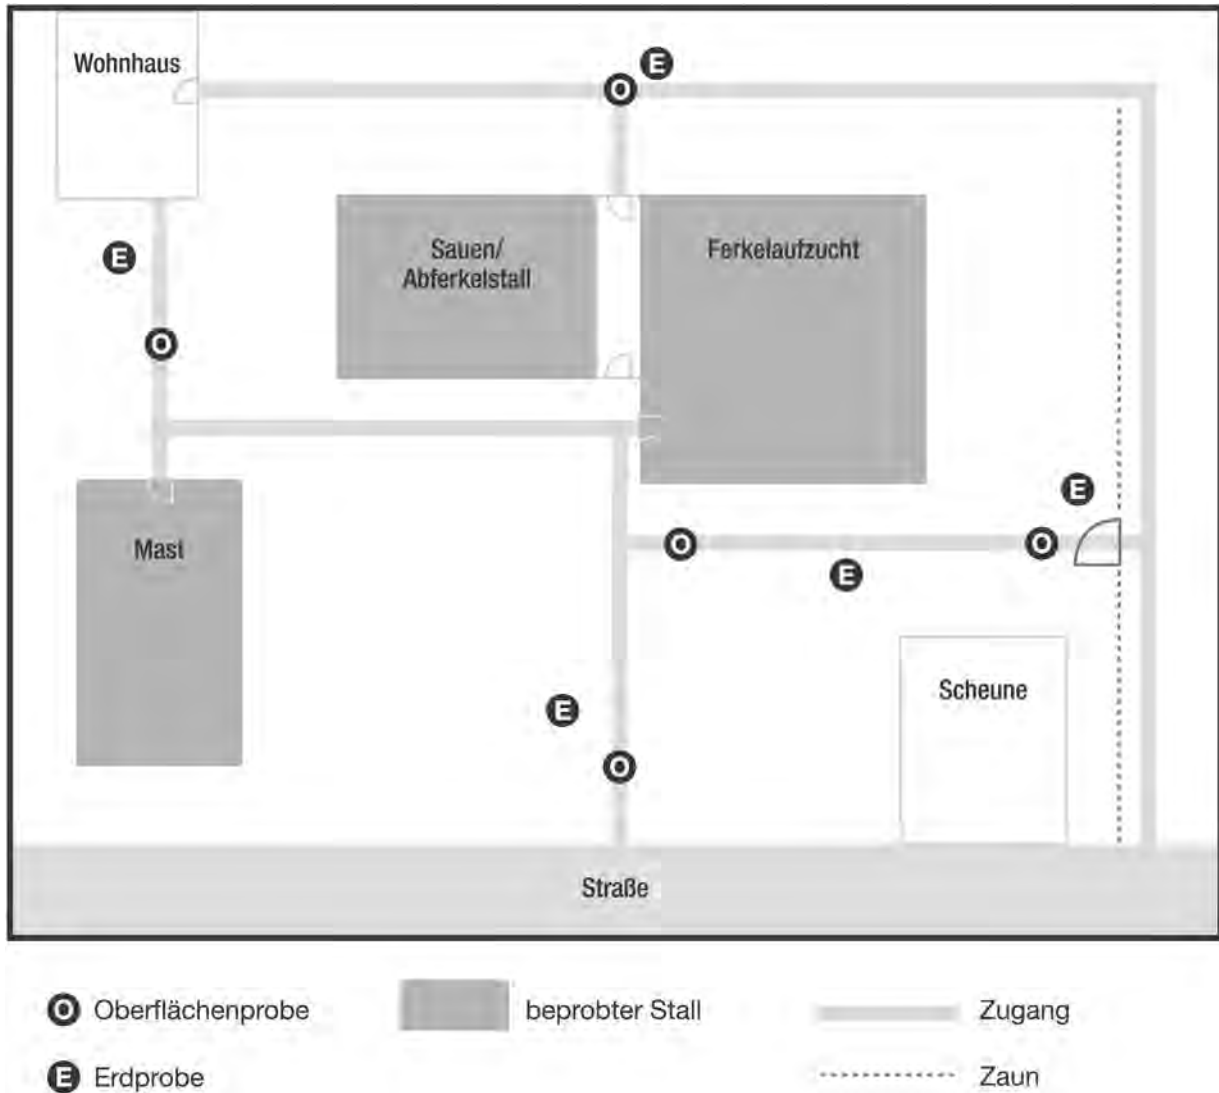 Wohnhaus
E
O
Sauen/
Abferkelstall
Ferkelaufzucht
E
O
E
Mast
O
O
E
Scheune
E
O
Straße
O Oberflächenprobe
beprobter Stall
Zugang
E Erdprobe
Zaun